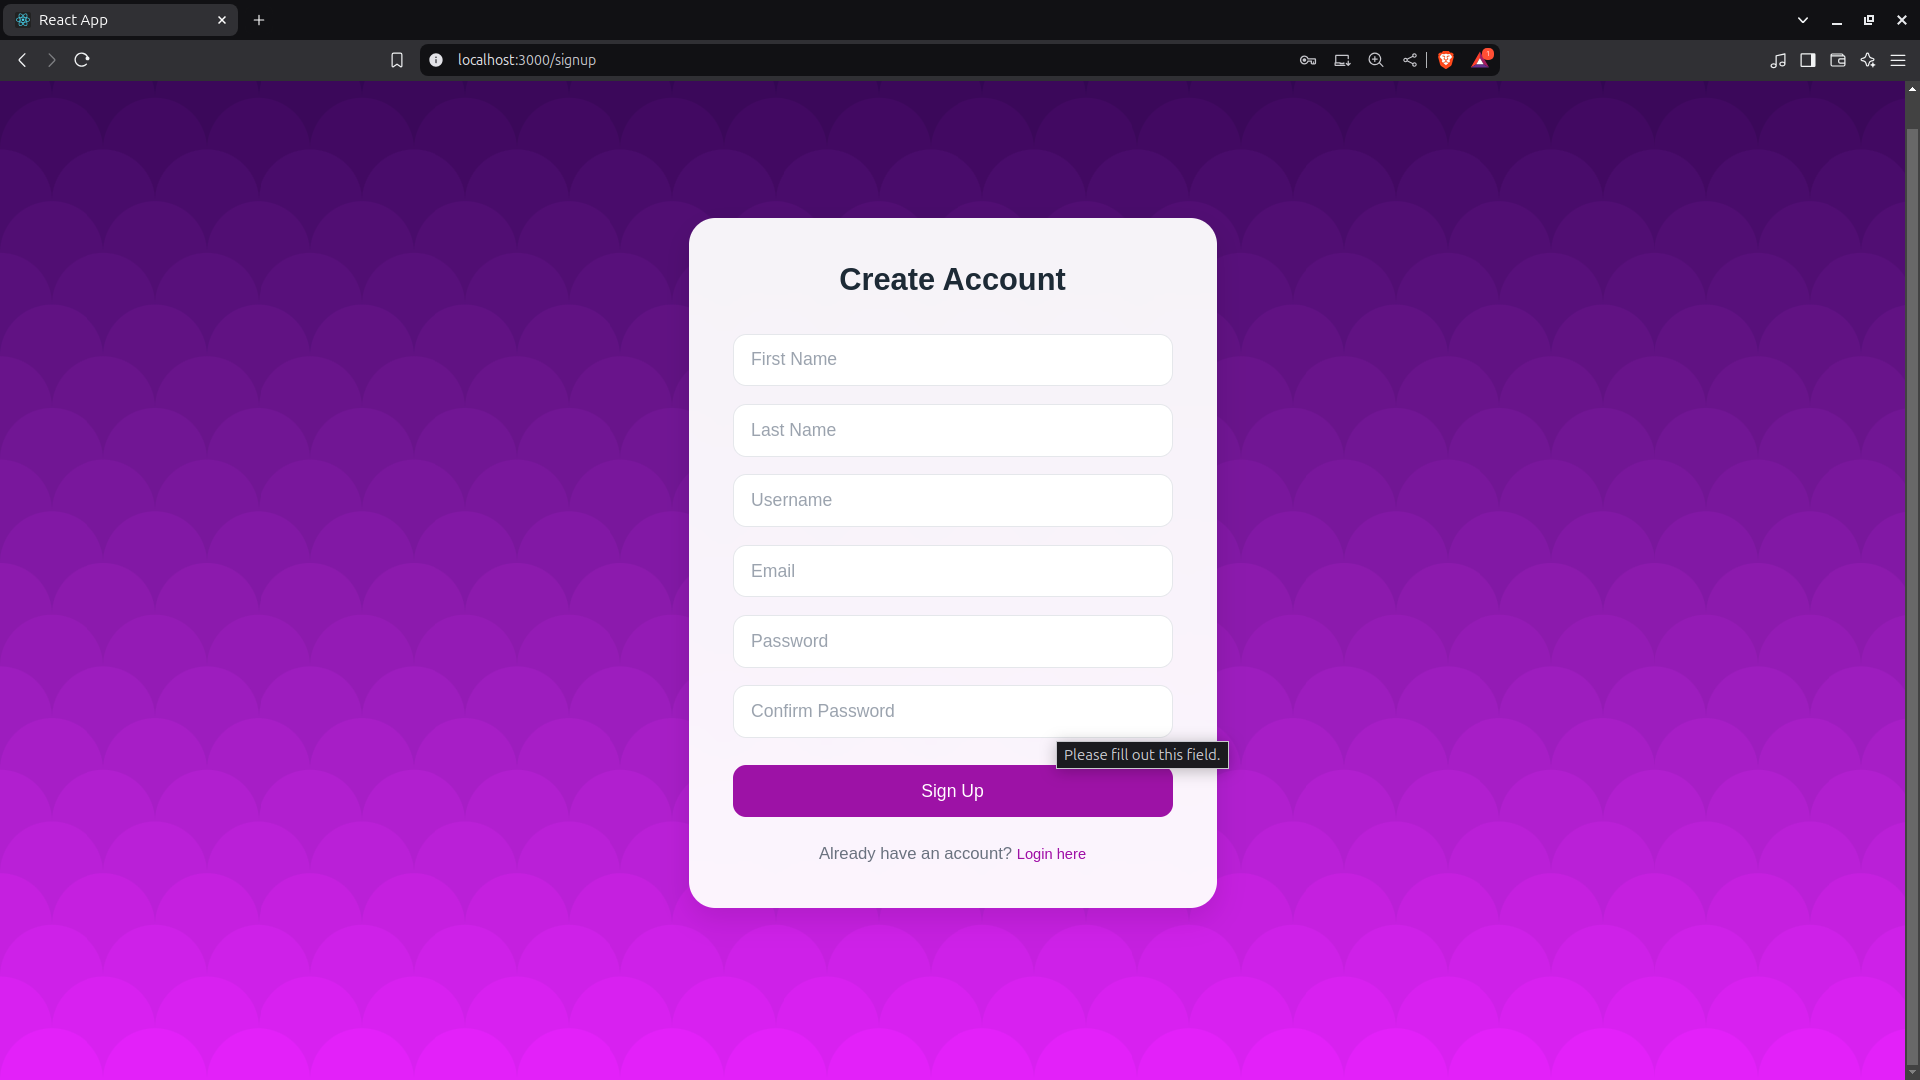 React App
localhost:3000/signup
1
Create Account
First Name
Last Name
Username
Email
Password
Confirm Password
Please fill out this field.
Sign Up
Already have an account? Login here